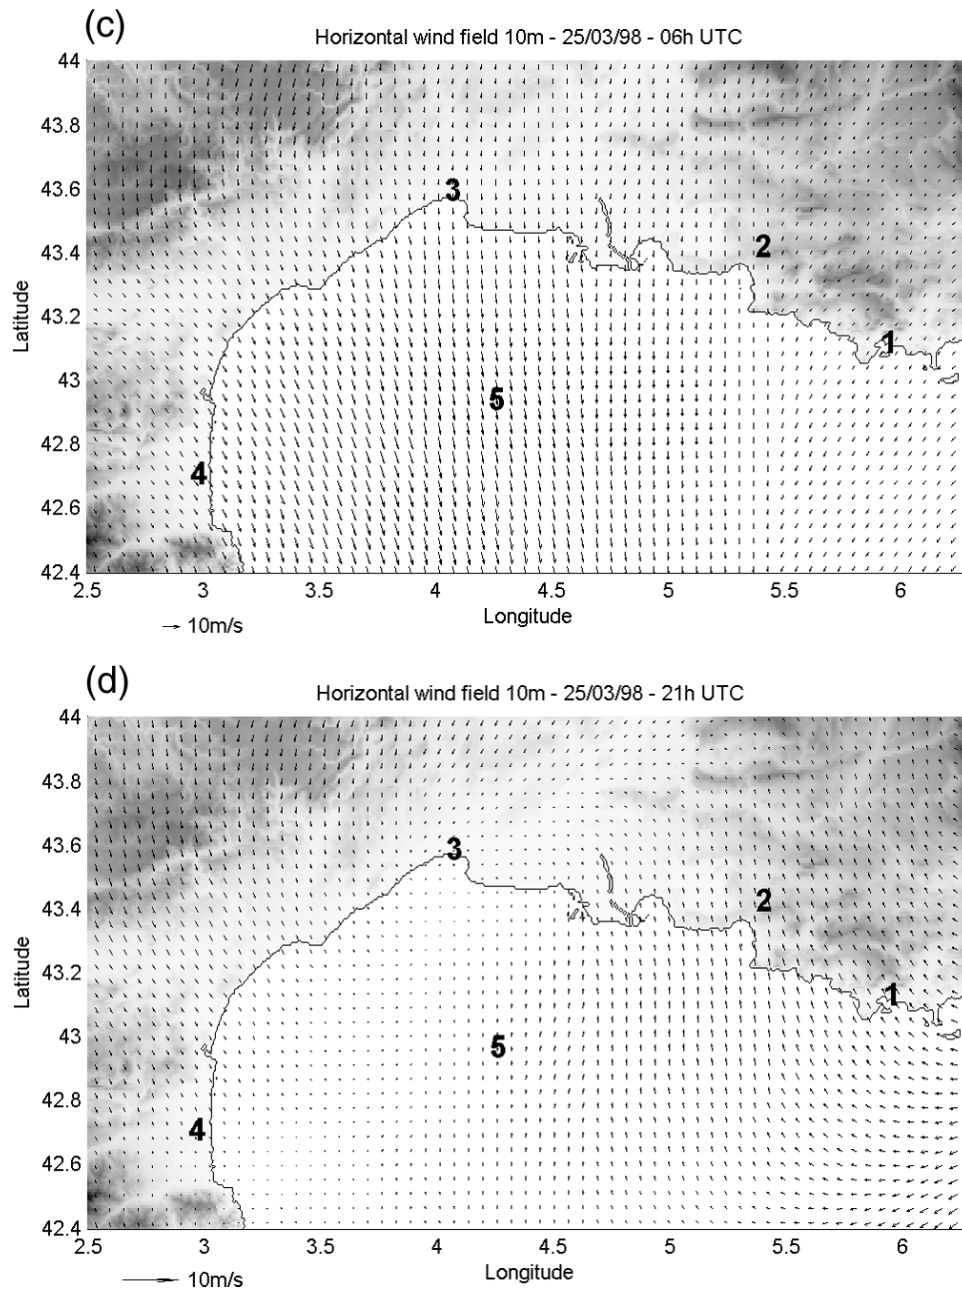 (c)
Horizontal wind field 10m - 25/03/98 - 06h UTC
44
43.8
43.6
43.4
43.2
43
42.8
42.6
42.4
Latitude
3
2
1
5
4
2.5 3 3.5 4 4.5 5 5.5 6
Longitude
10m/s
(d)
Horizontal wind field 10m - 25/03/98 - 21h UTC
44
43.8
43.6
43.4
43.2
43
42.8
42.6
42.4
Latitude
3
2
1
5
4
2.5 3 3.5 4 4.5 5 5.5 6
Longitude
10m/s